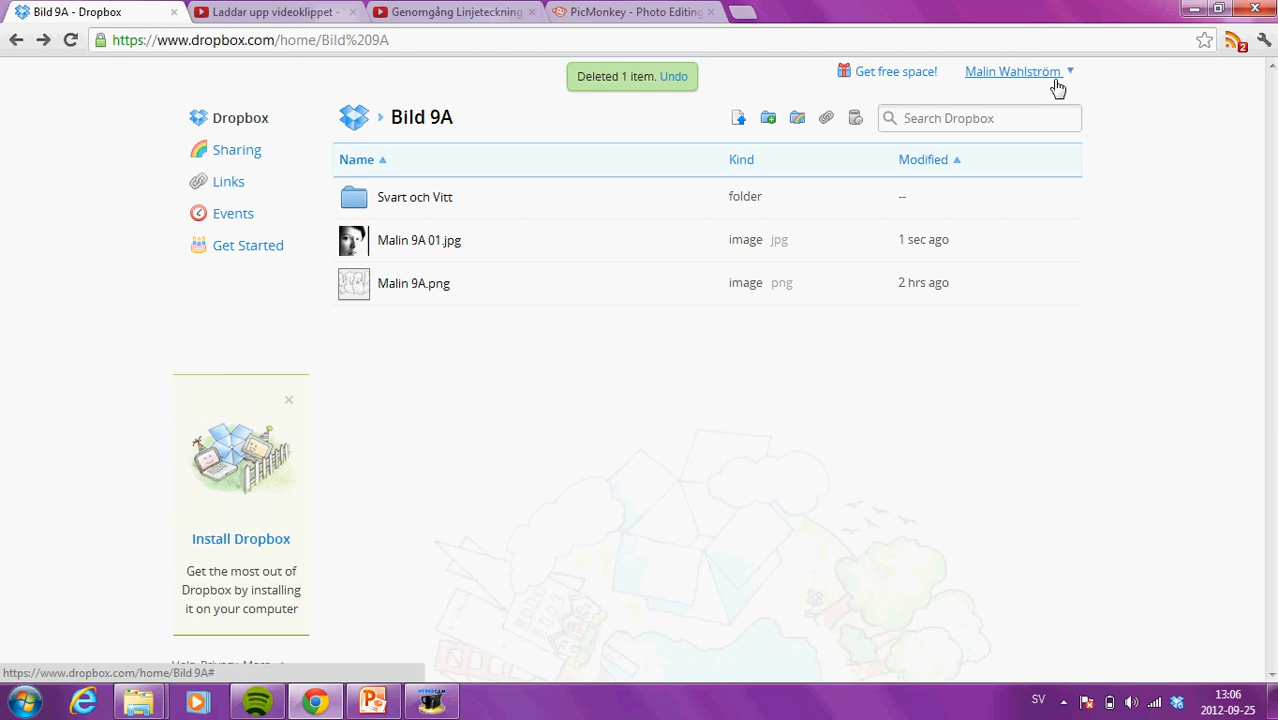 Bild 9A - Dropbox
Laddar upp videoklippet -
Genomgång Linjeteckning
PicMonkey - Photo Editing
https://www.dropbox.com/home/Bild%209A
2
Deleted 1 item. Undo
Get free space!
Malin Wahlström
Dropbox
Sharing
Links
Events
Get Started
Bild 9A
Search Dropbox
Name Kind Modified
Svart och Vitt folder --
Malin 9A 01.jpg image jpg 1 sec ago
Malin 9A.png image png 2 hrs ago
Install Dropbox
Get the most out of
Dropbox by installing
it on your computer
https://www.dropbox.com/home/Bild 9A#
SV
13:06
2012-09-25